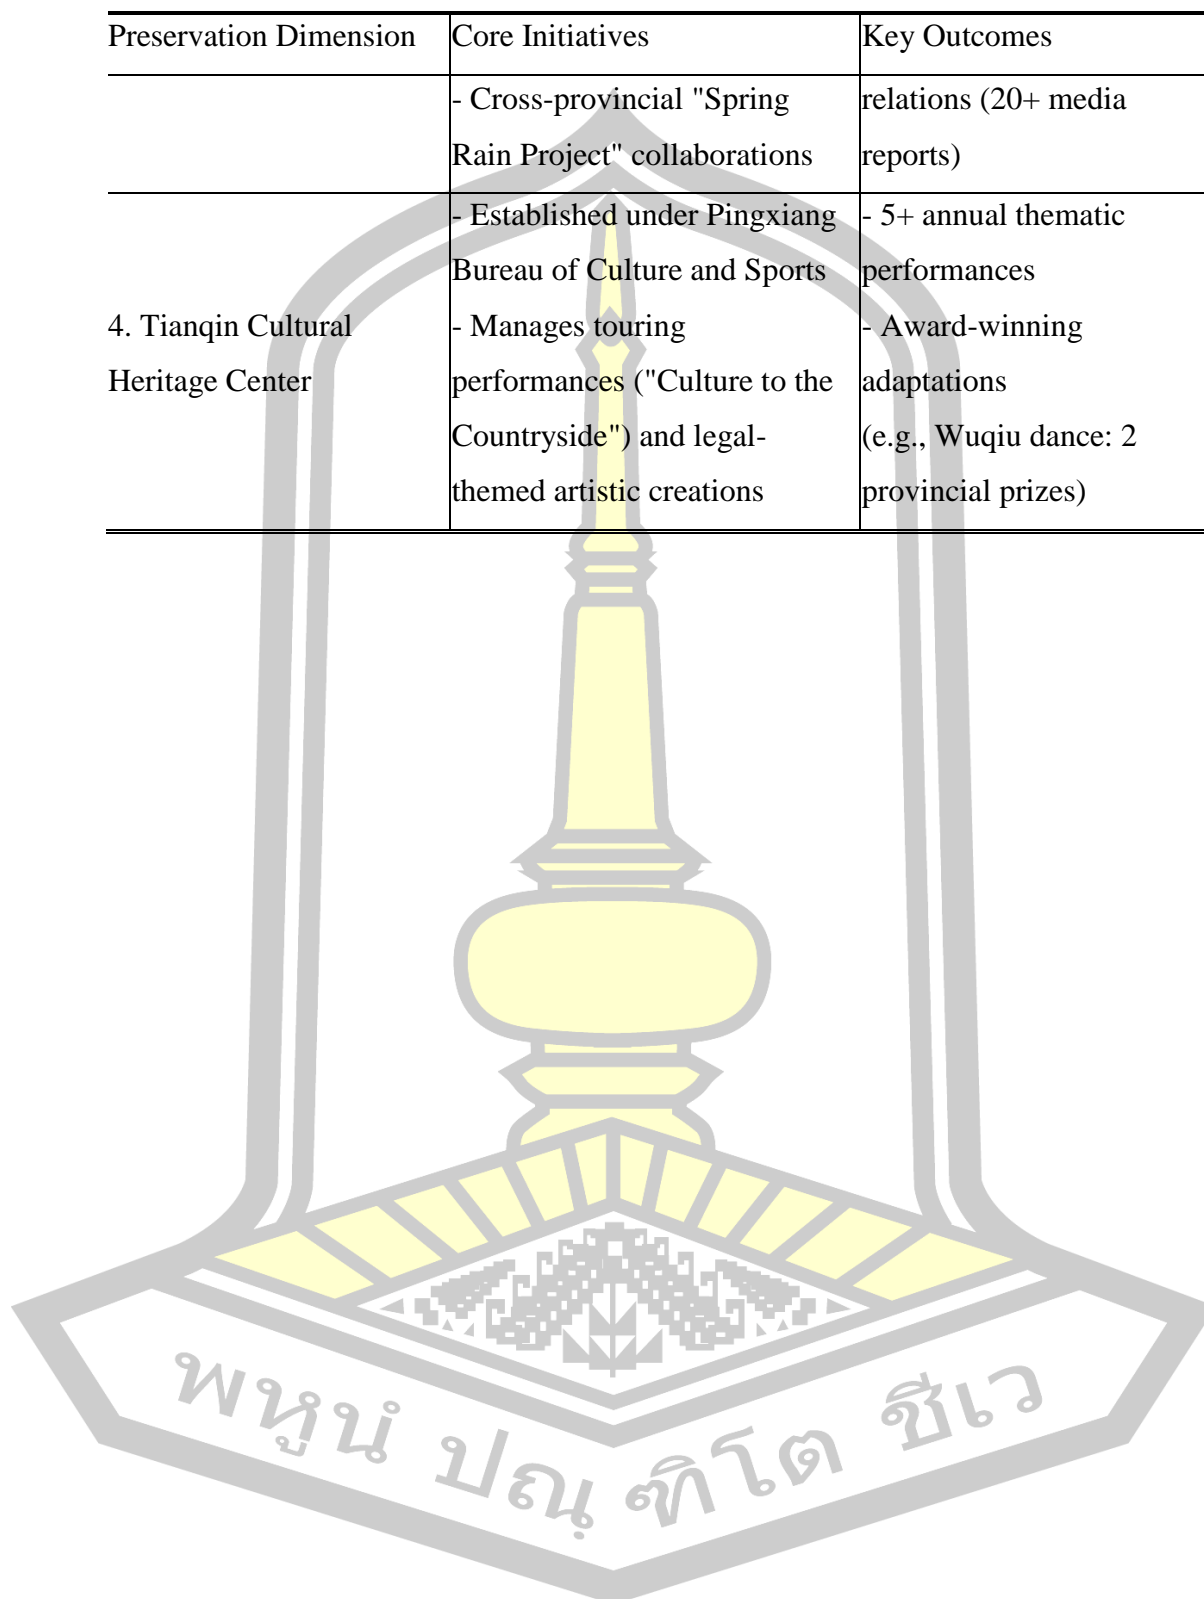 Preservation Dimension Core Initiatives Key Outcomes
- Cross-provincial "Spring
Rain Project" collaborations
relations (20+ media
reports)
4. Tianqin Cultural
Heritage Center
- Established under Pingxiang
Bureau of Culture and Sports
- Manages touring
performances ("Culture to the
Countryside") and legal-
themed artistic creations
- 5+ annual thematic
performances
- Award-winning
adaptations
(e.g., Wuqiu dance: 2
provincial prizes)
พหูนํ ปณฺฑิโต ชีเว